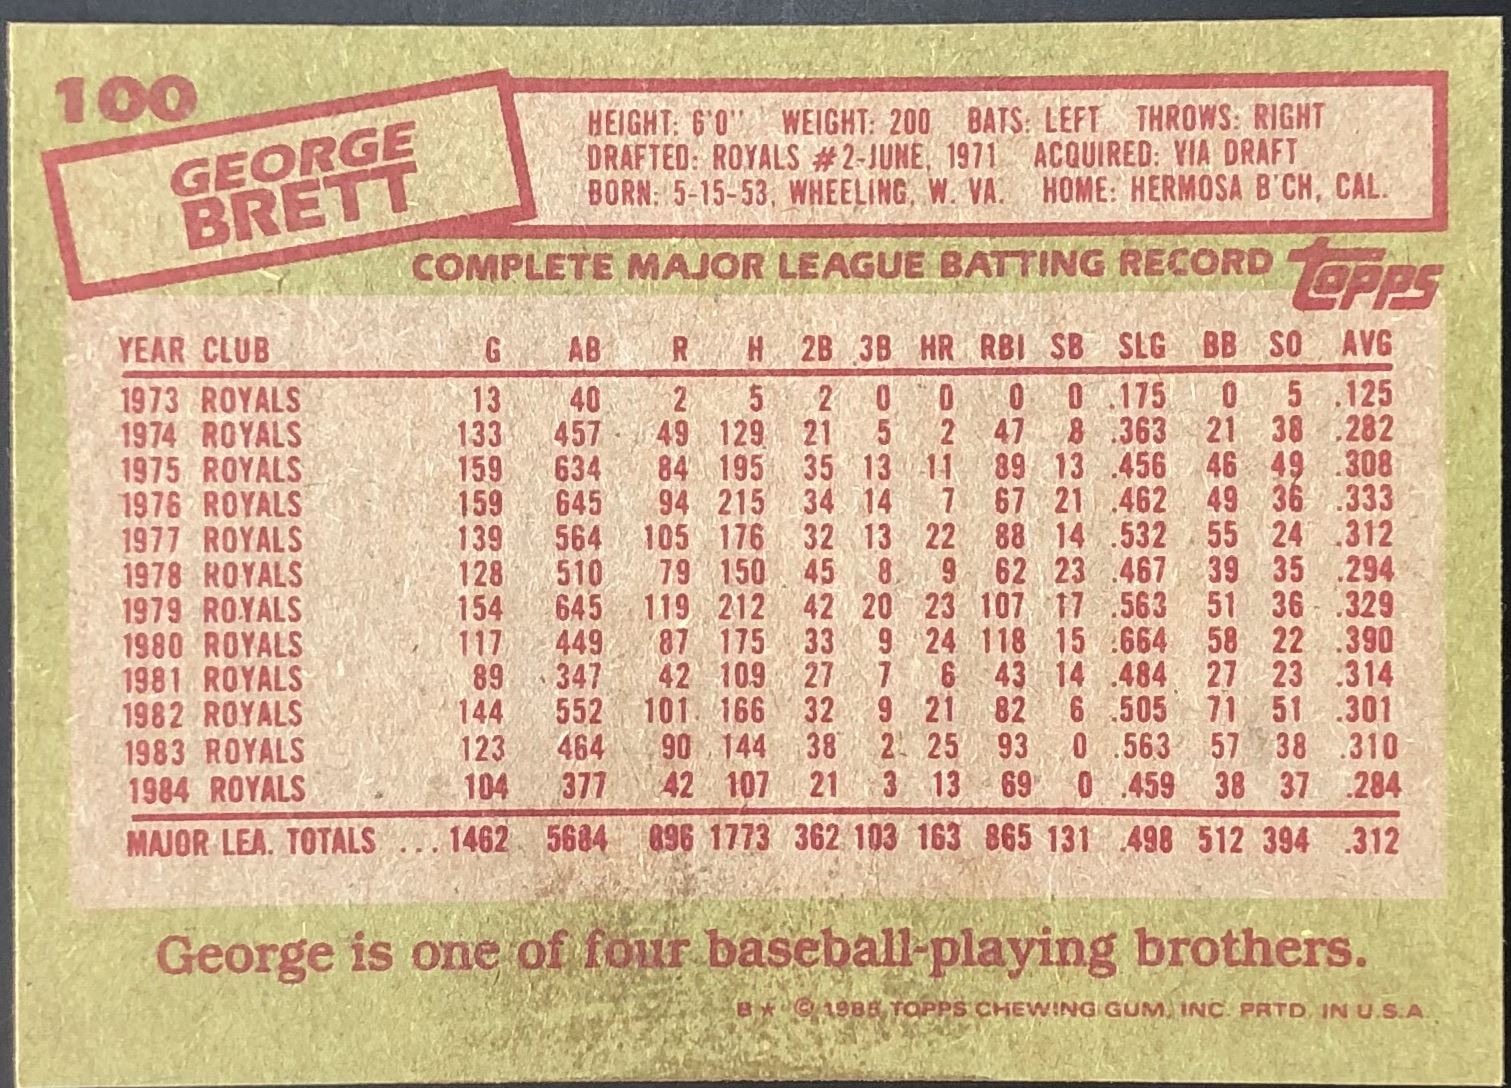 100
GEORGE
BRETT
HEIGHT: 6'0" WEIGHT: 200 BATS: LEFT THROWS: RIGHT
DRAFTED: ROYALS #2-JUNE, 1971 ACQUIRED: VIA DRAFT
BORN: 5-15-53, WHEELING, W. VA. HOME: HERMOSA B'CH, CAL.
COMPLETE MAJOR LEAGUE BATTING RECORD
TOPPS
YEAR CLUB G AB R H 2B 3B HR RBI SB SLG BB SO AVG
1973 ROYALS 13 40 2 5 2 0 0 0 0 .175 0 5 .125
1974 ROYALS 133 457 49 129 21 5 2 47 8 .363 21 38 .282
1975 ROYALS 159 634 84 195 35 13 11 89 13 .456 46 49 .308
1976 ROYALS 159 645 94 215 34 14 7 67 21 .462 49 36 .333
1977 ROYALS 139 564 105 176 32 13 22 88 14 .532 55 24 .312
1978 ROYALS 128 510 79 150 45 8 9 62 23 .467 39 35 .294
1979 ROYALS 154 645 119 212 42 20 23 107 17 .563 51 36 .329
1980 ROYALS 117 449 87 175 33 9 24 118 15 .664 58 22 .390
1981 ROYALS 89 347 42 109 27 7 6 43 14 .484 27 23 .314
1982 ROYALS 144 552 101 166 32 9 21 82 6 .505 71 51 .301
1983 ROYALS 123 464 90 144 38 2 25 93 0 .563 57 38 .310
1984 ROYALS 104 377 42 107 21 3 13 69 0 .459 38 37 .284
MAJOR LEA. TOTALS ...1462 5684 896 1773 362 103 163 865 131 .498 512 394 .312
George is one of four baseball-playing brothers.
B★ © 1985 TOPPS CHEWING GUM, INC. PRTD. IN U.S.A.